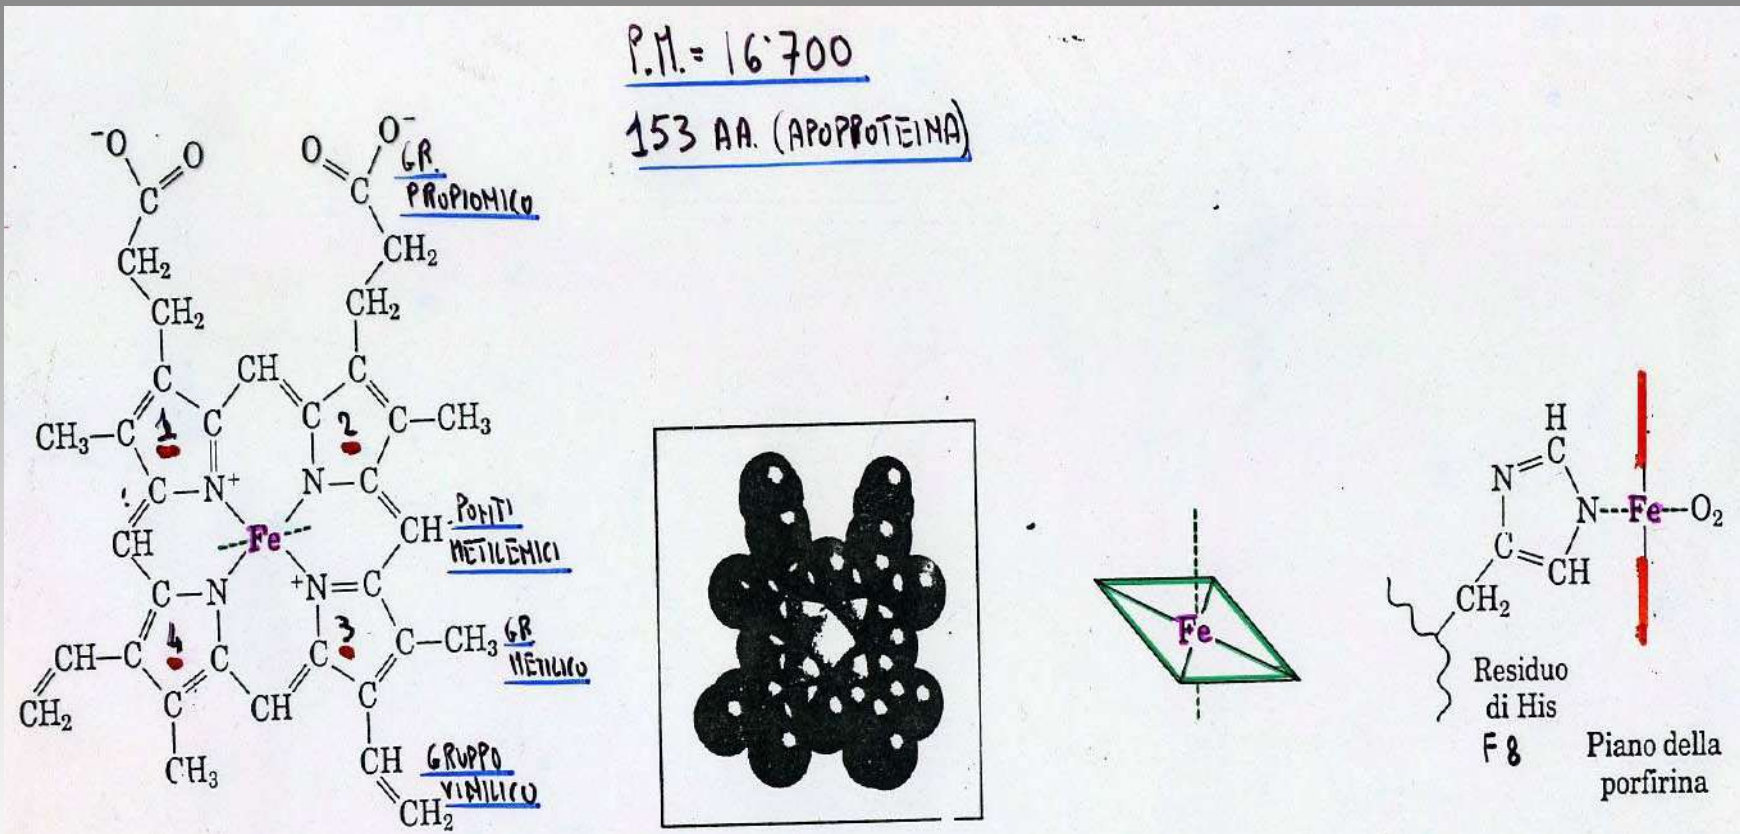 P.M.= 16'700
153 AA. (APOPROTEINA)
⁻O
O
O
O⁻
C
C
GR.
PROPIONICO
CH₂
CH₂
CH₂
CH₂
C
CH
C
CH₃
C
1
C
C
2
C
CH₃
C
N⁺
N
C
CH
Fe
CH
PONTI
METILENICI
C
N
⁺N
C
CH
C
4
C
C
3
C
CH₃
GR
METILICO
CH₂
C
CH
C
CH₃
CH
GRUPPO
VINILICO
CH₂
Fe
H
C
N
N
Fe
O₂
C
CH
CH₂
Residuo
di His
F8
Piano della
porfirina